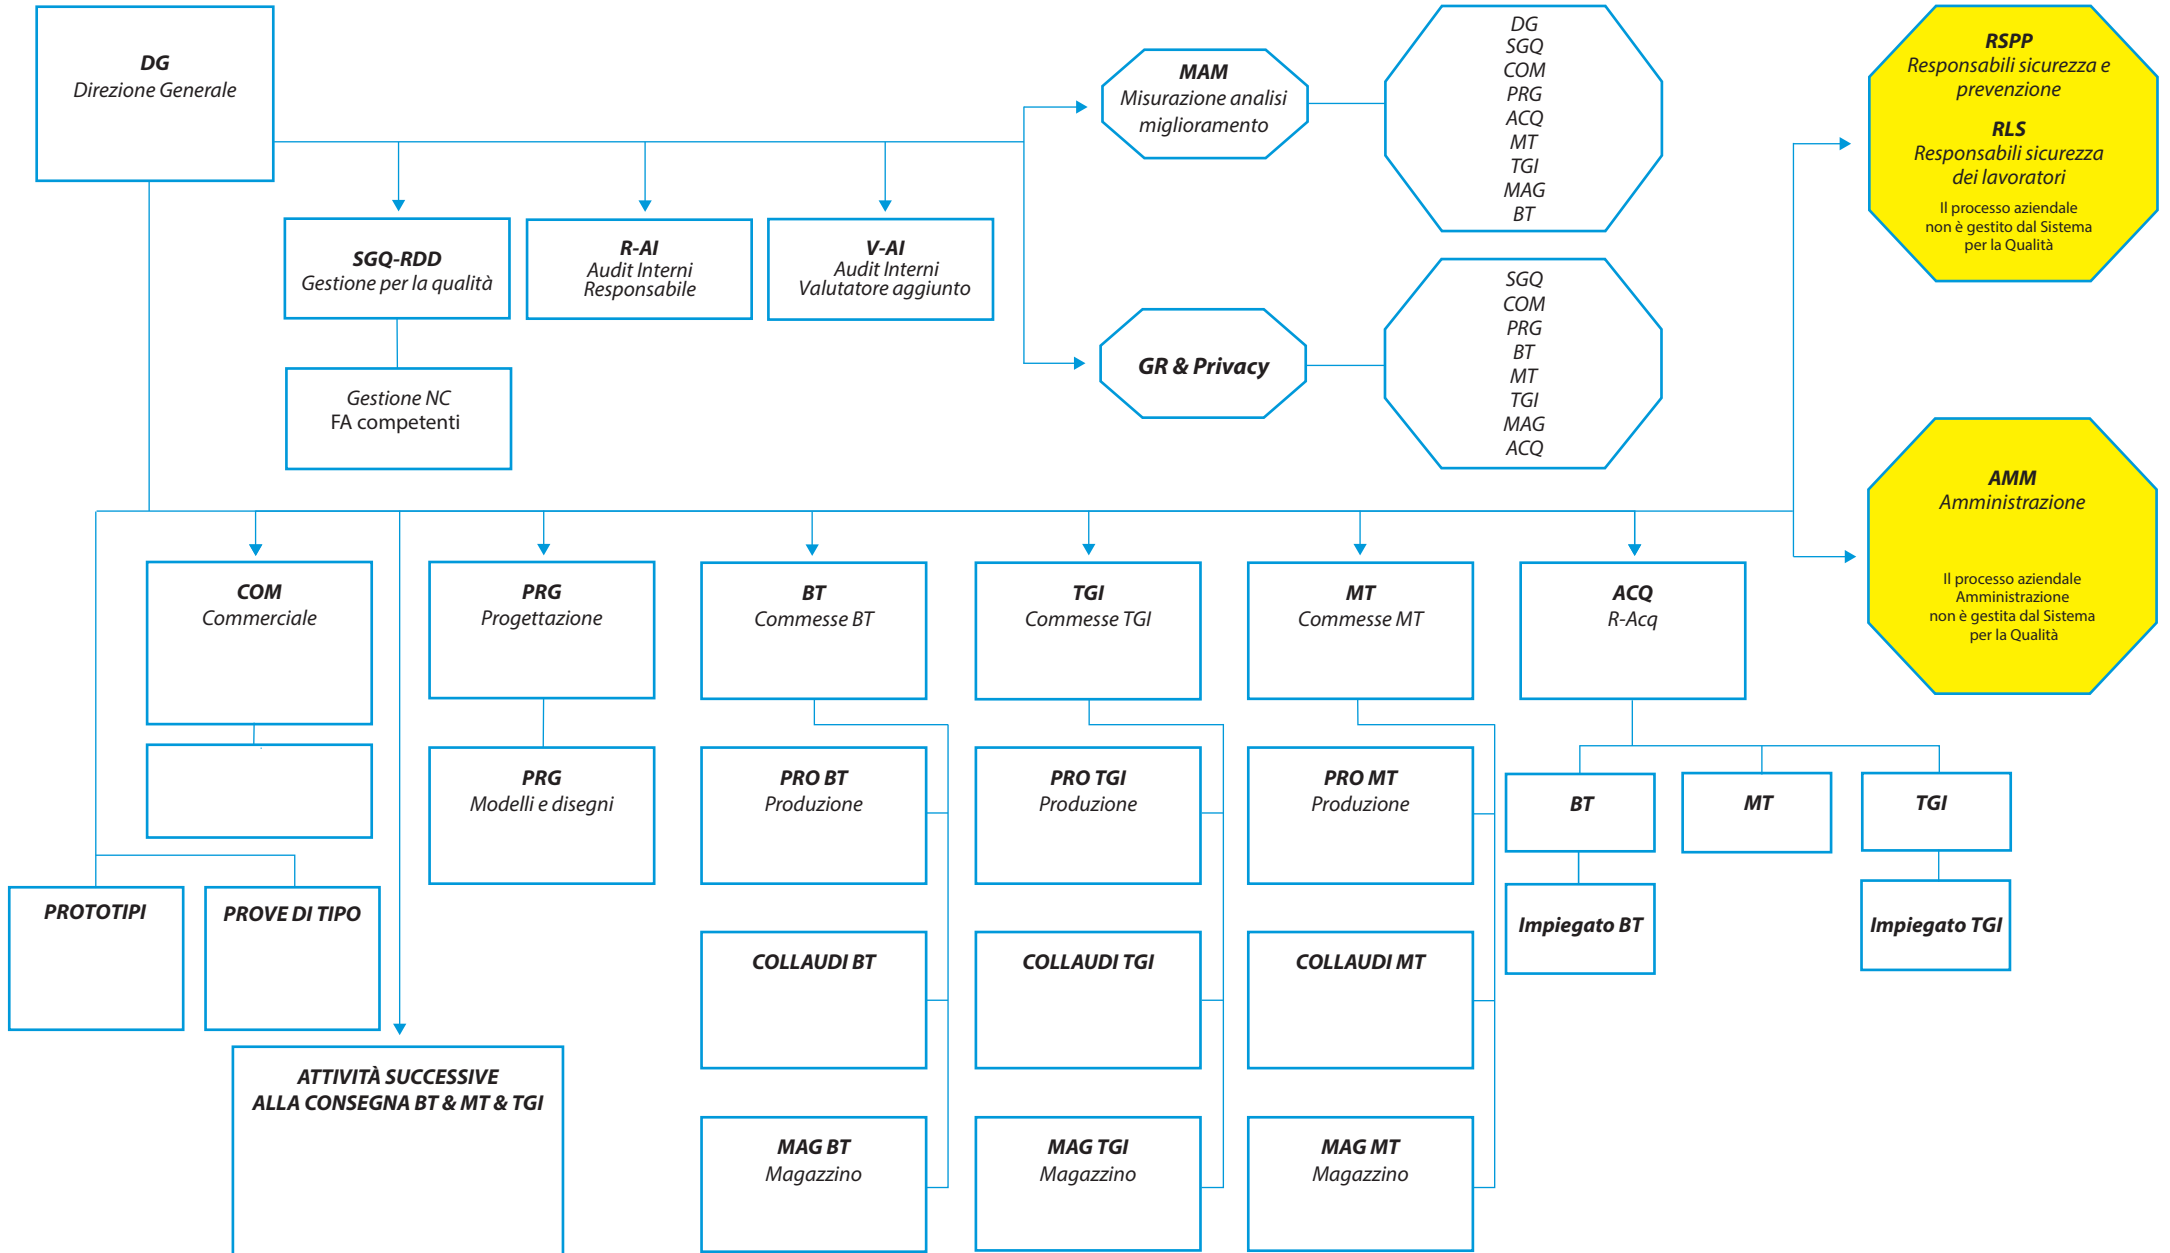 DG
Direzione Generale
MAM
Misurazione analisi
miglioramento
DG
SGQ
COM
PRG
ACQ
MT
TGI
MAG
BT
RSPP
Responsabili sicurezza e
prevenzione
RLS
Responsabili sicurezza
dei lavoratori
Il processo aziendale
non è gestito dal Sistema
per la Qualità
SGQ-RDD
Gestione per la qualità
R-AI
Audit Interni
Responsabile
V-AI
Audit Interni
Valutatore aggiunto
GR & Privacy
SGQ
COM
PRG
BT
MT
TGI
MAG
ACQ
Gestione NC
FA competenti
AMM
Amministrazione
Il processo aziendale
Amministrazione
non è gestita dal Sistema
per la Qualità
COM
Commerciale
PRG
Progettazione
BT
Commesse BT
TGI
Commesse TGI
MT
Commesse MT
ACQ
R-Acq
PRG
Modelli e disegni
PRO BT
Produzione
PRO TGI
Produzione
PRO MT
Produzione
BT
MT
TGI
PROTOTIPI
PROVE DI TIPO
Impiegato BT
Impiegato TGI
COLLAUDI BT
COLLAUDI TGI
COLLAUDI MT
ATTIVITÀ SUCCESSIVE
ALLA CONSEGNA BT & MT & TGI
MAG BT
Magazzino
MAG TGI
Magazzino
MAG MT
Magazzino